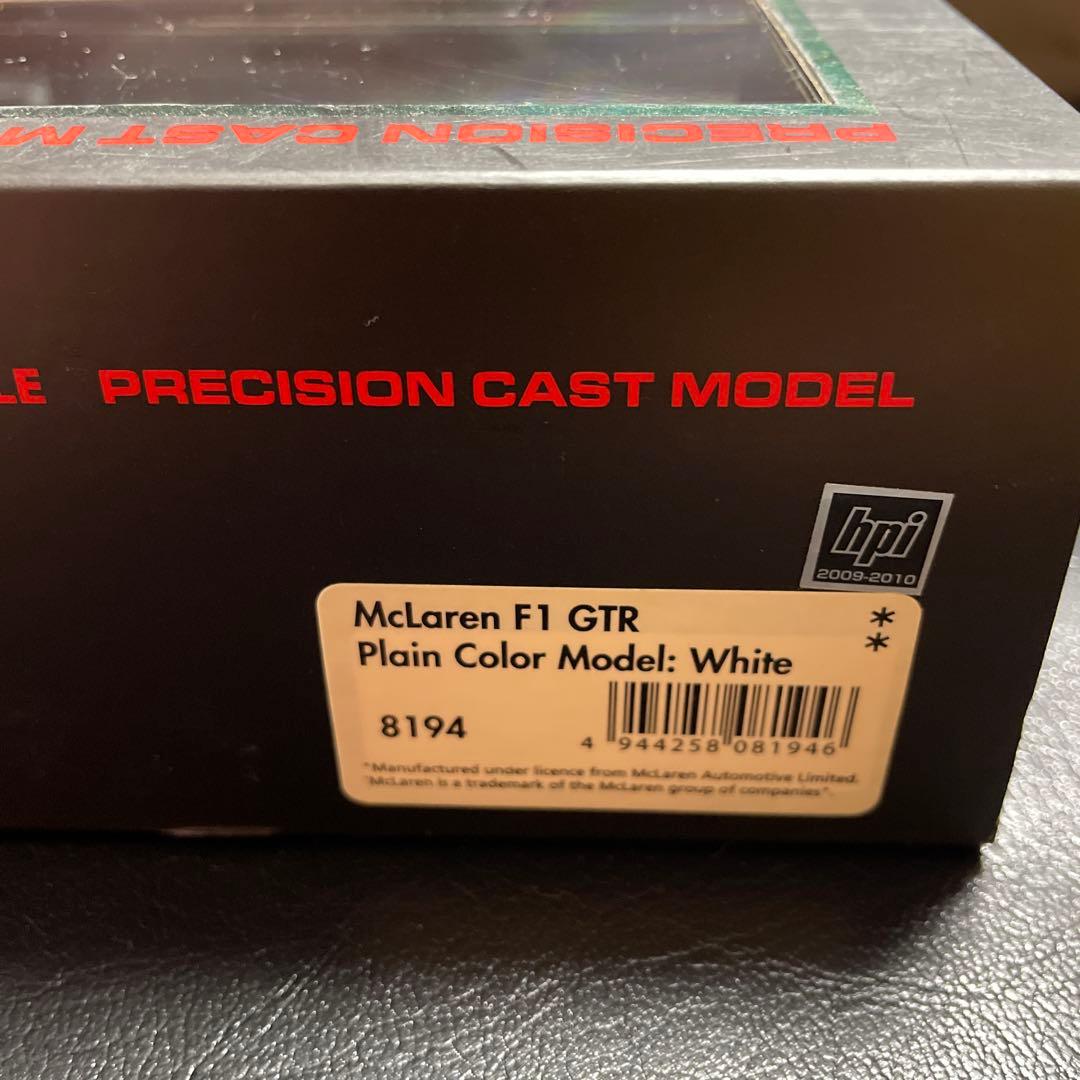 PRECISION CAST M
LE PRECISION CAST MODEL
hpi
2009-2010
McLaren F1 GTR
Plain Color Model: White
**
8194
4 944258 081946
"Manufactured under licence from McLaren Automotive Limited.
'McLaren is a trademark of the McLaren group of companies".